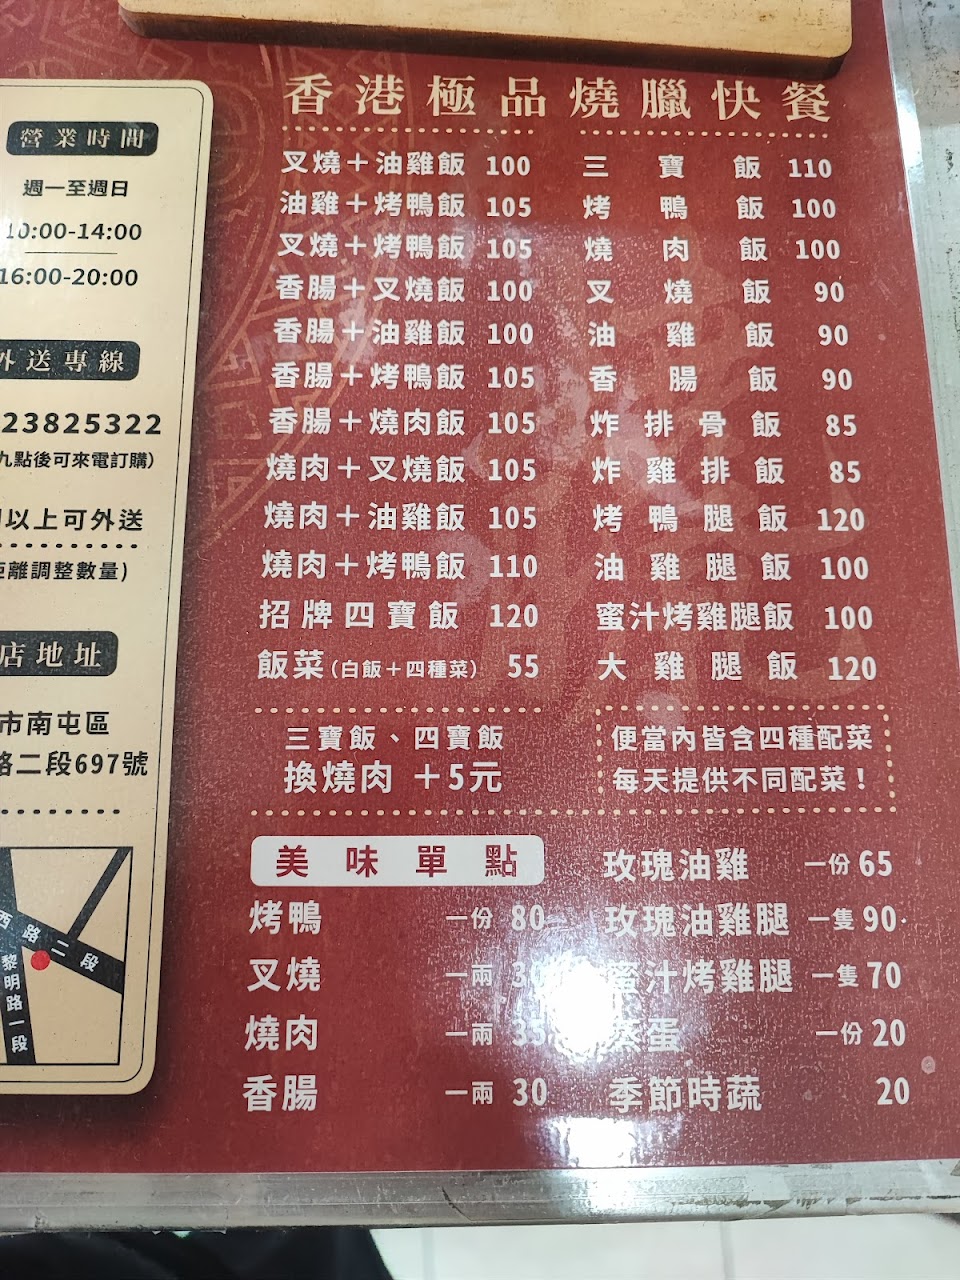 營業時間
週一至週日
10:00-14:00
16:00-20:00
外送專線
23825322
九點後可來電訂購)
以上可外送
距離調整數量)
店地址
市南屯區
路二段697號
西路二段
黎明路一段
香港極品燒臘快餐
叉燒＋油雞飯 100
油雞＋烤鴨飯 105
叉燒＋烤鴨飯 105
香腸＋叉燒飯 100
香腸＋油雞飯 100
香腸＋烤鴨飯 105
香腸＋燒肉飯 105
燒肉＋叉燒飯 105
燒肉＋油雞飯 105
燒肉＋烤鴨飯 110
招牌四寶飯 120
飯菜(白飯＋四種菜) 55
三寶飯 110
烤鴨飯 100
燒肉飯 100
叉燒飯 90
油雞飯 90
香腸飯 90
炸排骨飯 85
炸雞排飯 85
烤鴨腿飯 120
油雞腿飯 100
蜜汁烤雞腿飯 100
大雞腿飯 120
三寶飯、四寶飯
換燒肉 ＋5元
便當內皆含四種配菜
每天提供不同配菜！
美味單點
烤鴨 一份 80
叉燒 一兩
燒肉 一兩 35
香腸 一兩 30
玫瑰油雞 一份 65
玫瑰油雞腿 一隻 90
蜜汁烤雞腿 一隻 70
蛋 一份 20
季節時蔬 20